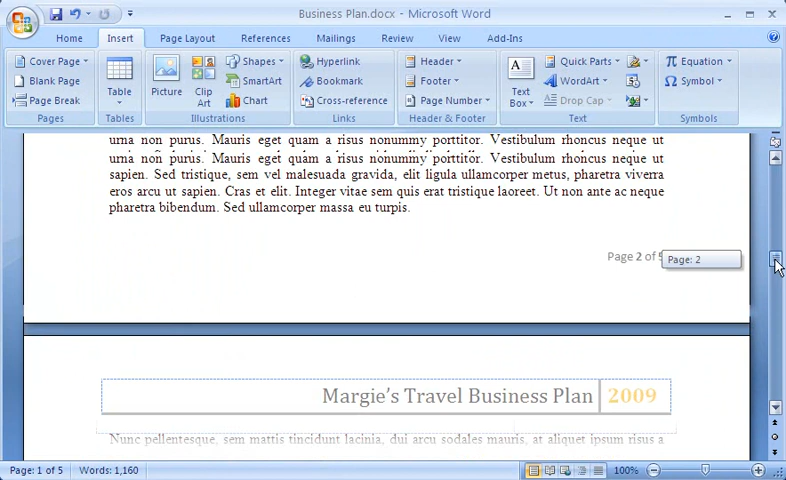 Business Plan.docx - Microsoft Word
Home Insert Page Layout References Mailings Review View Add-Ins
Cover Page Blank Page Page Break Pages
Table Tables
Picture Clip Art Shapes SmartArt Chart Illustrations
Hyperlink Bookmark Cross-reference Links
Header Footer Page Number Header & Footer
A Text Box Quick Parts WordArt Drop Cap Text
π Equation Ω Symbol Symbols
urna non purus. Mauris eget quam a risus nonummy porttitor. Vestibulum rhoncus neque ut
urna non purus. Mauris eget quam a risus nonummy porttitor. Vestibulum rhoncus neque ut
sapien. Sed tristique, sem vel malesuada gravida, elit ligula ullamcorper metus, pharetra viverra
eros arcu ut sapien. Cras et elit. Integer vitae sem quis erat tristique laoreet. Ut non ante ac neque
pharetra bibendum. Sed ullamcorper massa eu turpis.
Page 2 of 5
Page: 2
Margie's Travel Business Plan 2009
Nunc pellentesque, sem mattis tincidunt lacinia, dui arcu sodales mauris, at aliquet ipsum risus a
Page: 1 of 5 Words: 1,160 100%